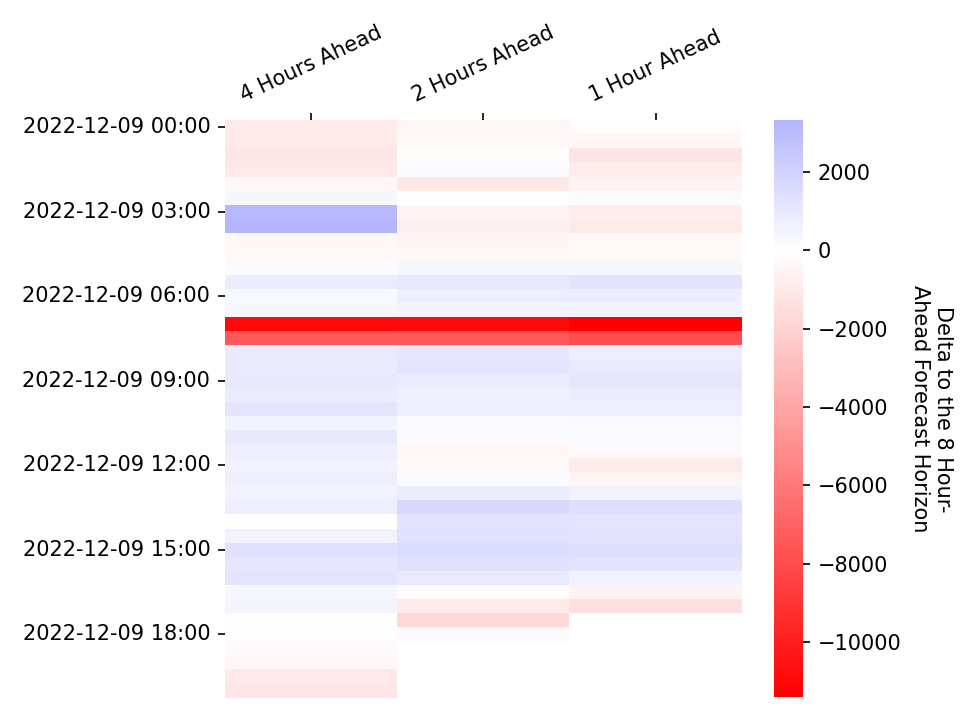 4 Hours Ahead
2 Hours Ahead
1 Hour Ahead
2022-12-09 00:00
2022-12-09 03:00
2022-12-09 06:00
2022-12-09 09:00
2022-12-09 12:00
2022-12-09 15:00
2022-12-09 18:00
2000
0
−2000
−4000
−6000
−8000
−10000
Delta to the 8 Hour-
Ahead Forecast Horizon